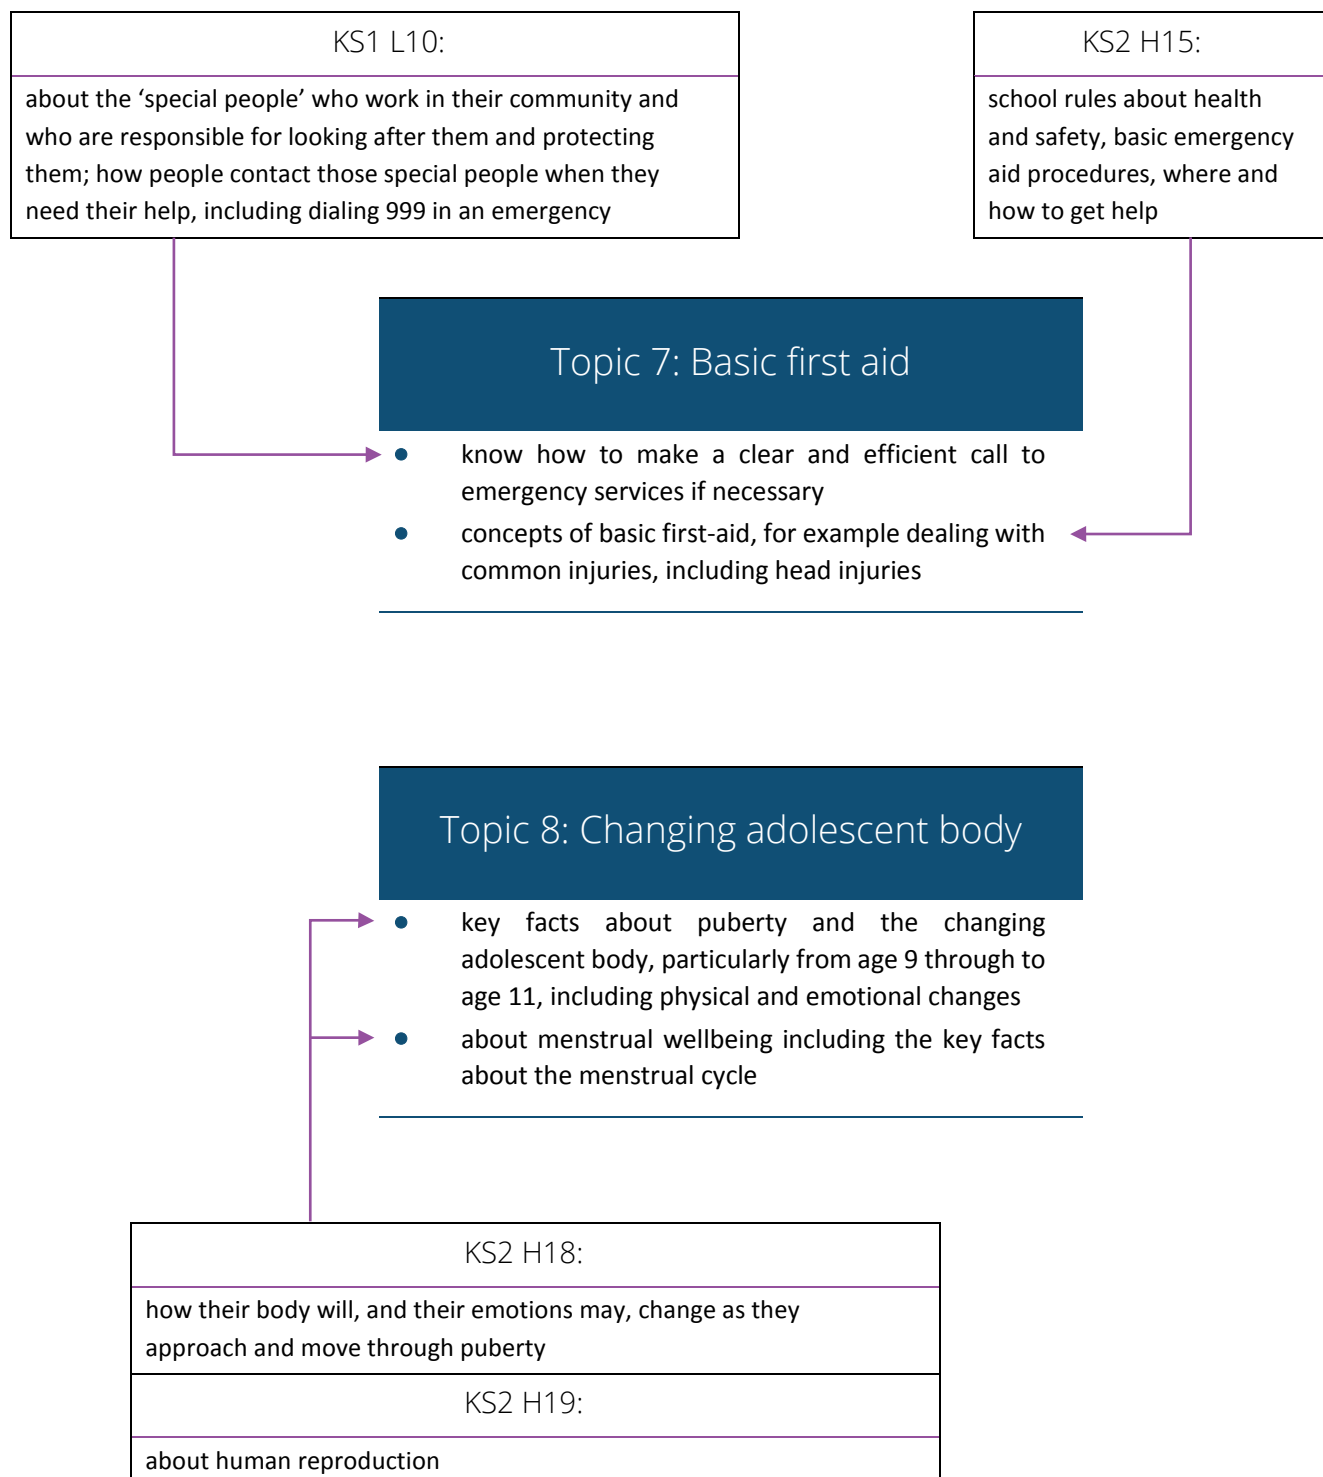 KS1 L10:
about the ‘special people’ who work in their community and
who are responsible for looking after them and protecting
them; how people contact those special people when they
need their help, including dialing 999 in an emergency
KS2 H15:
school rules about health
and safety, basic emergency
aid procedures, where and
how to get help
Topic 7: Basic first aid
● know how to make a clear and efficient call to
emergency services if necessary
● concepts of basic first-aid, for example dealing with
common injuries, including head injuries
Topic 8: Changing adolescent body
● key facts about puberty and the changing
adolescent body, particularly from age 9 through to
age 11, including physical and emotional changes
● about menstrual wellbeing including the key facts
about the menstrual cycle
KS2 H18:
how their body will, and their emotions may, change as they
approach and move through puberty
KS2 H19:
about human reproduction